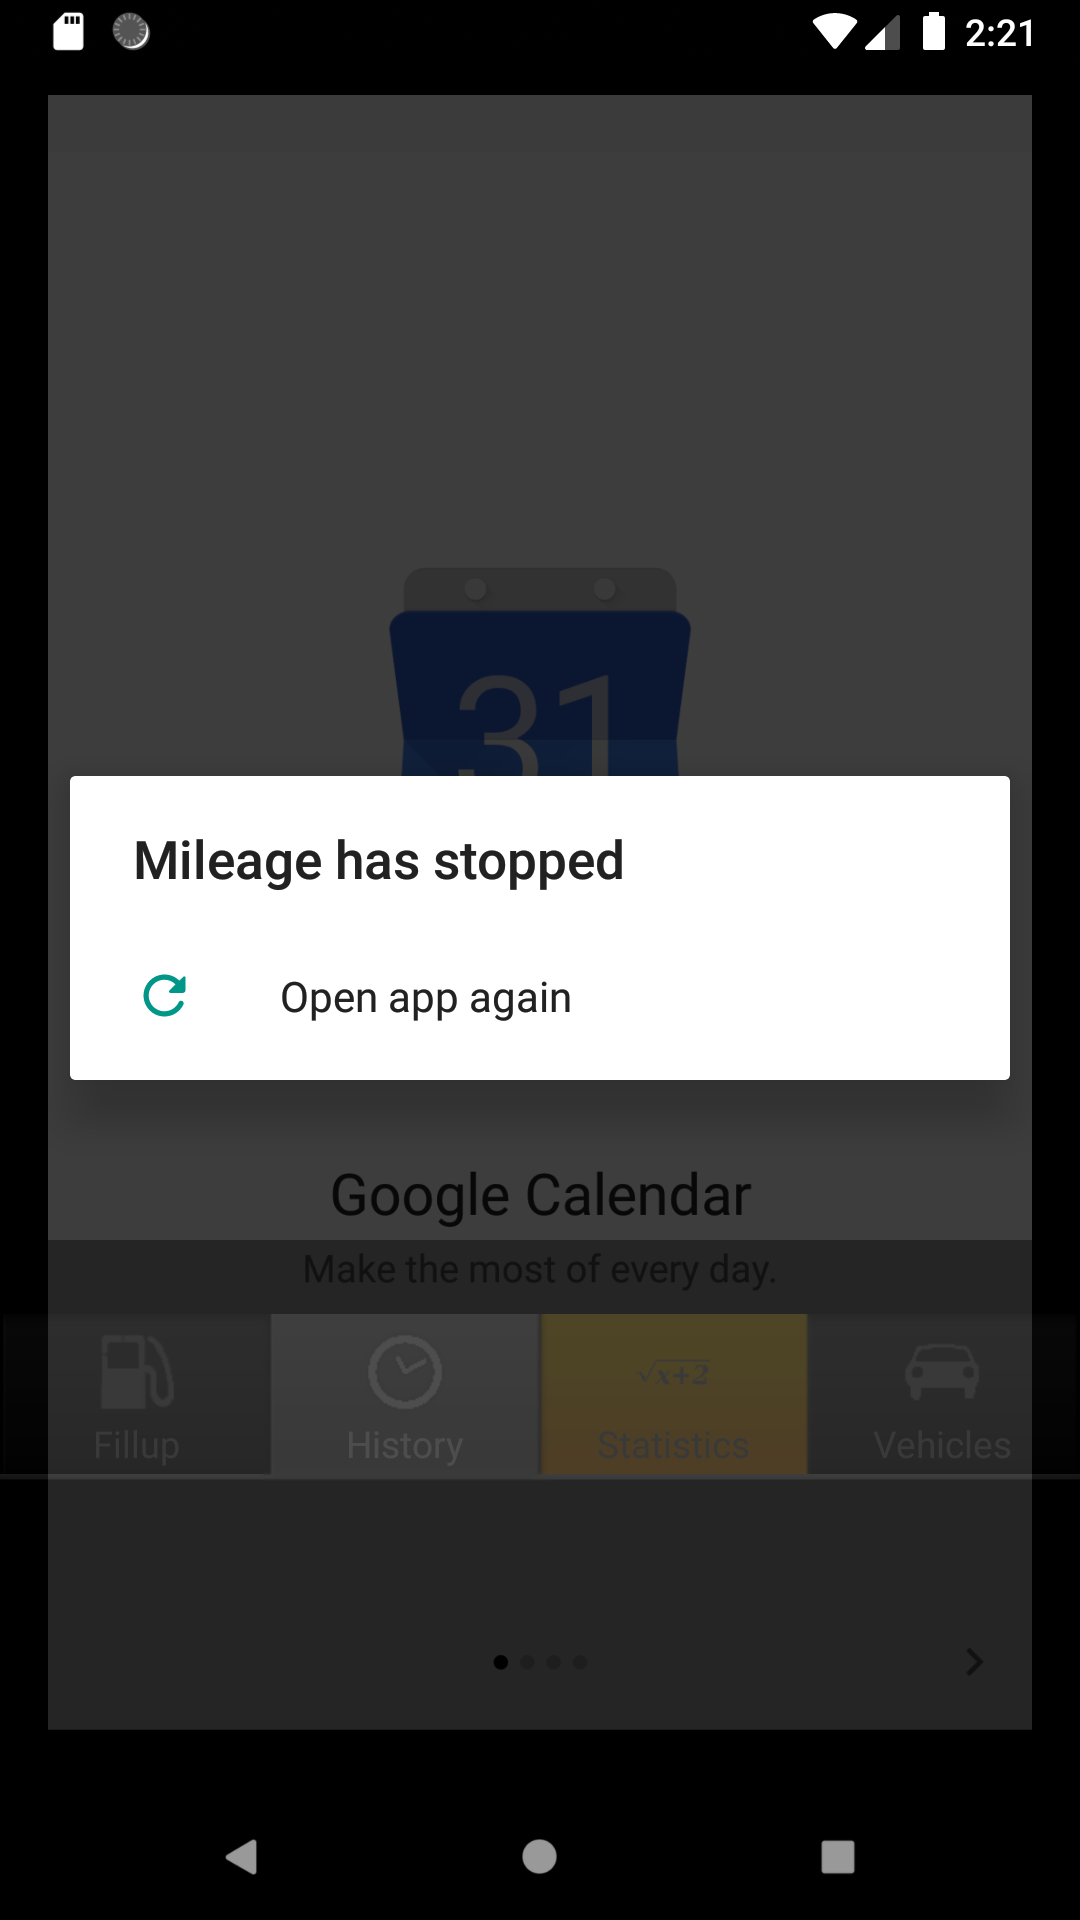 2:21
31
Mileage has stopped
Open app again
Google Calendar
Make the most of every day.
√x+2
Fillup
History
Statistics
Vehicles